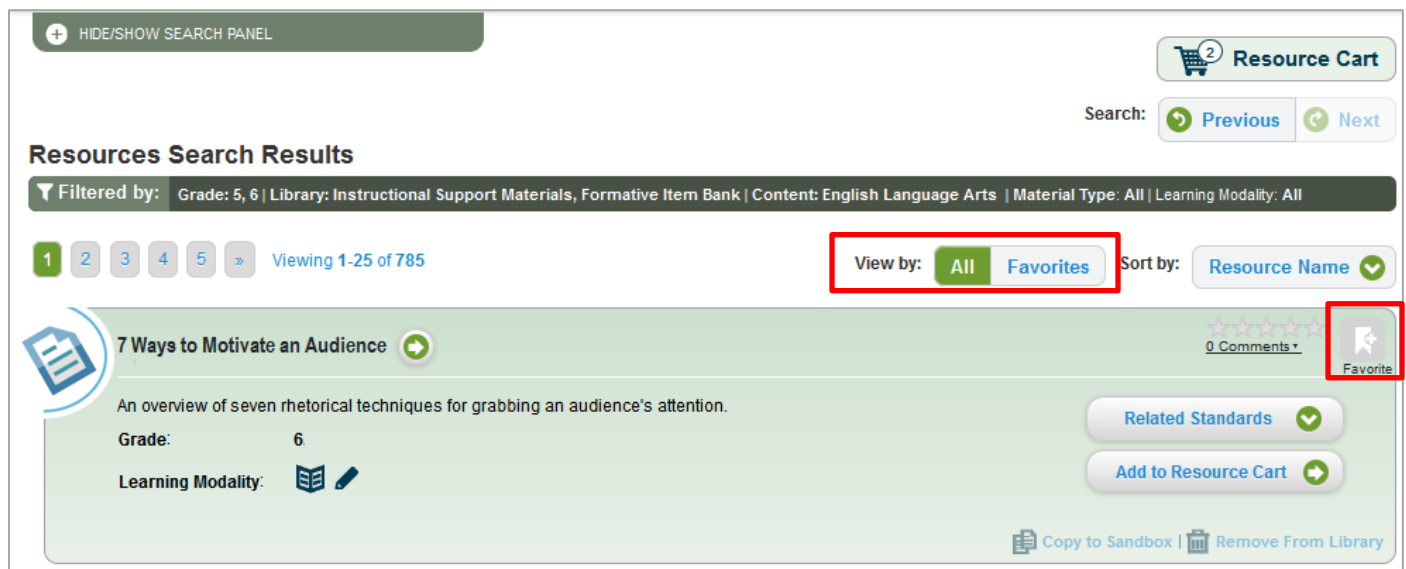 HIDE/SHOW SEARCH PANEL
2 Resource Cart
Search: Previous Next
Resources Search Results
Filtered by: Grade: 5, 6 | Library: Instructional Support Materials, Formative Item Bank | Content: English Language Arts | Material Type: All | Learning Modality: All
1 2 3 4 5 » Viewing 1-25 of 785 View by: All Favorites Sort by: Resource Name
7 Ways to Motivate an Audience
0 Comments
Favorite
An overview of seven rhetorical techniques for grabbing an audience's attention.
Related Standards
Grade: 6
Add to Resource Cart
Learning Modality:
Copy to Sandbox | Remove From Library